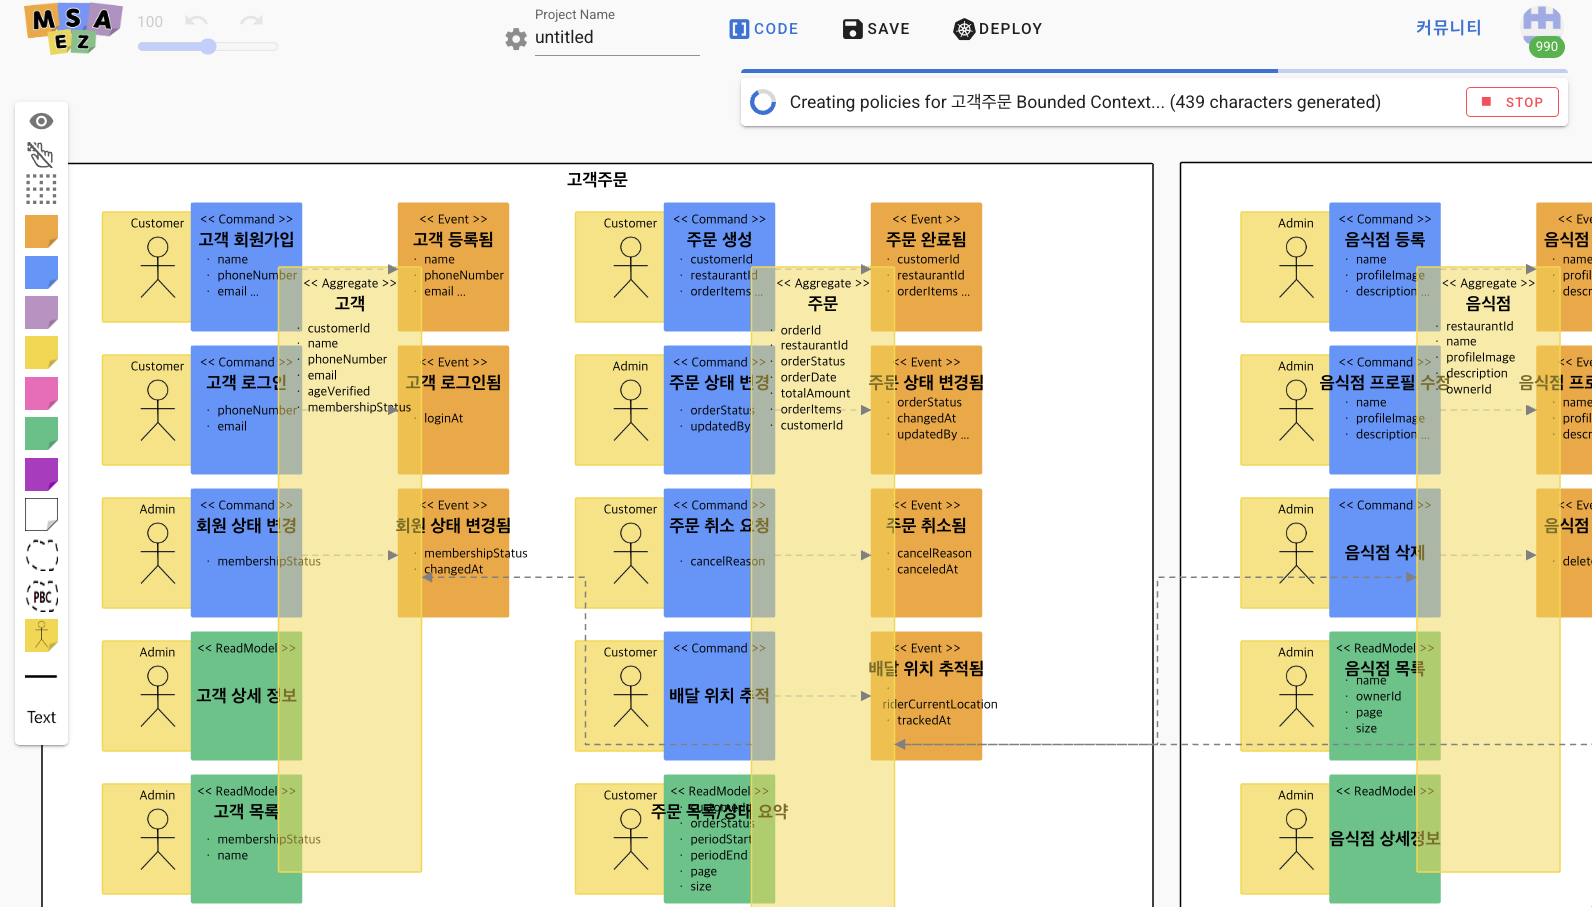 MSA
EZ
100
Project Name
untitled
CODE
SAVE
DEPLOY
커뮤니티
990
Creating policies for 고객주문 Bounded Context... (439 characters generated)
STOP
PBC
Text
고객주문
Customer
<< Command >>
고객 회원가입
name
phoneNumber
email ...
<< Event >>
고객 등록됨
name
phoneNumber
email ...
<< Aggregate >>
고객
customerId
name
phoneNumber
email
ageVerified
membershipStatus
Customer
<< Command >>
고객 로그인
phoneNumber
email
<< Event >>
고객 로그인됨
loginAt
Admin
<< Command >>
회원 상태 변경
membershipStatus
<< Event >>
회원 상태 변경됨
membershipStatus
changedAt
Admin
<< ReadModel >>
고객 상세 정보
Admin
<< ReadModel >>
고객 목록
membershipStatus
name
Customer
<< Command >>
주문 생성
customerId
restaurantId
orderItems ...
<< Event >>
주문 완료됨
customerId
restaurantId
orderItems ...
<< Aggregate >>
주문
orderId
restaurantId
orderStatus
orderDate
totalAmount
orderItems
customerId
Admin
<< Command >>
주문 상태 변경
orderStatus
updatedBy
<< Event >>
주문 상태 변경됨
orderStatus
changedAt
updatedBy ...
Customer
<< Command >>
주문 취소 요청
cancelReason
<< Event >>
주문 취소됨
cancelReason
canceledAt
Customer
<< Command >>
배달 위치 추적
<< Event >>
배달 위치 추적됨
riderCurrentLocation
trackedAt
Customer
<< ReadModel >>
주문 목록/상태 요약
orderStatus
periodStart
periodEnd
page
size
Admin
<< Command >>
음식점 등록
name
profileImage
description ...
<< Eve
음식점
name
profil
descr
<< Aggregate >>
음식점
restaurantId
name
profileImage
description
ownerId
Admin
<< Command >>
음식점 프로필 수정
name
profileImage
description ...
<< Eve
음식점 프로
name
profil
descr
Admin
<< Command >>
음식점 삭제
<< Eve
음식점
delete
Admin
<< ReadModel >>
음식점 목록
name
ownerId
page
size
Admin
<< ReadModel >>
음식점 상세정보